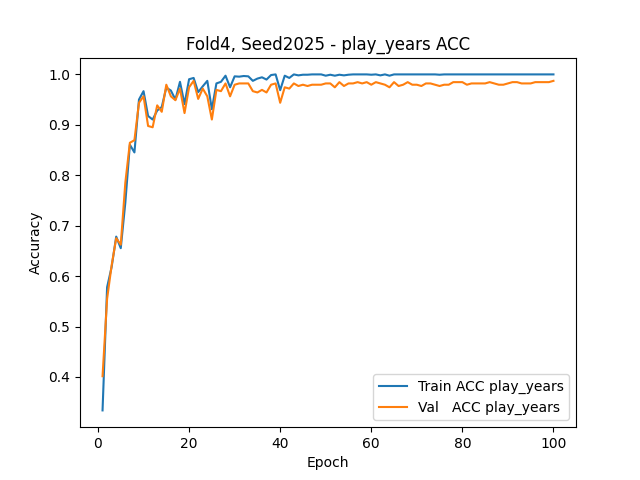 Fold4, Seed2025 - play_years ACC
1.0
0.9
0.8
0.7
0.6
0.5
0.4
Accuracy
0
20
40
60
80
100
Epoch
Train ACC play_years
Val   ACC play_years